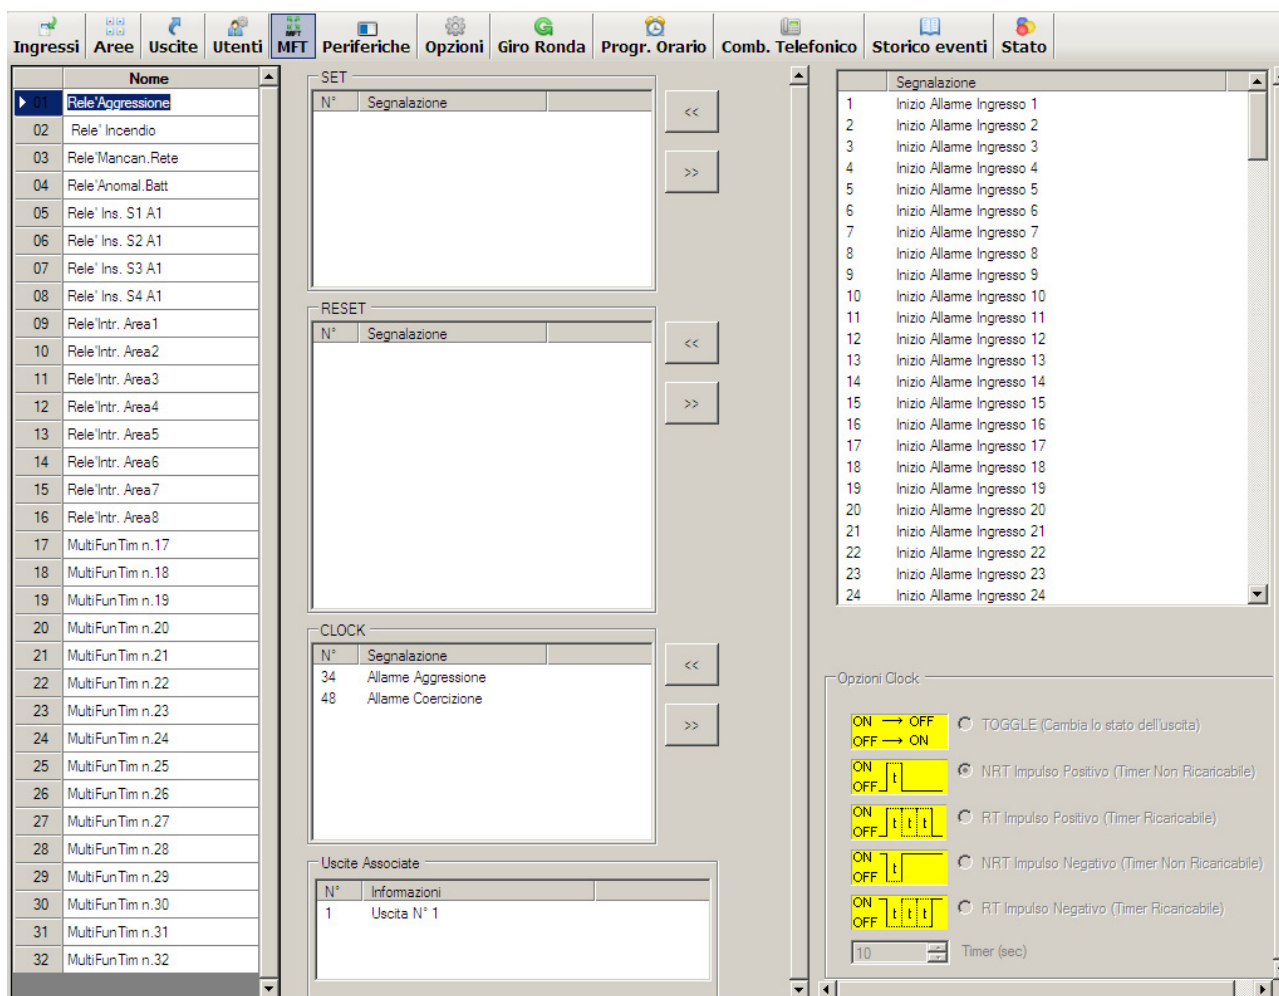 Ingressi Aree Uscite Utenti MFT Periferiche Opzioni Giro Ronda Progr. Orario Comb. Telefonico Storico eventi Stato
Nome
01 Rele'Aggressione
02 Rele' Incendio
03 Rele'Mancan.Rete
04 Rele'Anomal.Batt
05 Rele' Ins. S1 A1
06 Rele' Ins. S2 A1
07 Rele' Ins. S3 A1
08 Rele' Ins. S4 A1
09 Rele'Intr. Area1
10 Rele'Intr. Area2
11 Rele'Intr. Area3
12 Rele'Intr. Area4
13 Rele'Intr. Area5
14 Rele'Intr. Area6
15 Rele'Intr. Area7
16 Rele'Intr. Area8
17 MultiFunTim n.17
18 MultiFunTim n.18
19 MultiFunTim n.19
20 MultiFunTim n.20
21 MultiFunTim n.21
22 MultiFunTim n.22
23 MultiFunTim n.23
24 MultiFunTim n.24
25 MultiFunTim n.25
26 MultiFunTim n.26
27 MultiFunTim n.27
28 MultiFunTim n.28
29 MultiFunTim n.29
30 MultiFunTim n.30
31 MultiFunTim n.31
32 MultiFunTim n.32
SET
N° Segnalazione
<<
>>
RESET
N° Segnalazione
<<
>>
CLOCK
N° Segnalazione
34 Allarme Aggressione
48 Allarme Coercizione
<<
>>
Uscite Associate
N° Informazioni
1 Uscita N° 1
Segnalazione
1 Inizio Allarme Ingresso 1
2 Inizio Allarme Ingresso 2
3 Inizio Allarme Ingresso 3
4 Inizio Allarme Ingresso 4
5 Inizio Allarme Ingresso 5
6 Inizio Allarme Ingresso 6
7 Inizio Allarme Ingresso 7
8 Inizio Allarme Ingresso 8
9 Inizio Allarme Ingresso 9
10 Inizio Allarme Ingresso 10
11 Inizio Allarme Ingresso 11
12 Inizio Allarme Ingresso 12
13 Inizio Allarme Ingresso 13
14 Inizio Allarme Ingresso 14
15 Inizio Allarme Ingresso 15
16 Inizio Allarme Ingresso 16
17 Inizio Allarme Ingresso 17
18 Inizio Allarme Ingresso 18
19 Inizio Allarme Ingresso 19
20 Inizio Allarme Ingresso 20
21 Inizio Allarme Ingresso 21
22 Inizio Allarme Ingresso 22
23 Inizio Allarme Ingresso 23
24 Inizio Allarme Ingresso 24
Opzioni Clock
ON → OFF
OFF → ON
TOGGLE (Cambia lo stato dell'uscita)
ON
OFF t
NRT Impulso Positivo (Timer Non Ricaricabile)
ON
OFF t t t
RT Impulso Positivo (Timer Ricaricabile)
ON
OFF t
NRT Impulso Negativo (Timer Non Ricaricabile)
ON
OFF t t t
RT Impulso Negativo (Timer Ricaricabile)
10 Timer (sec)